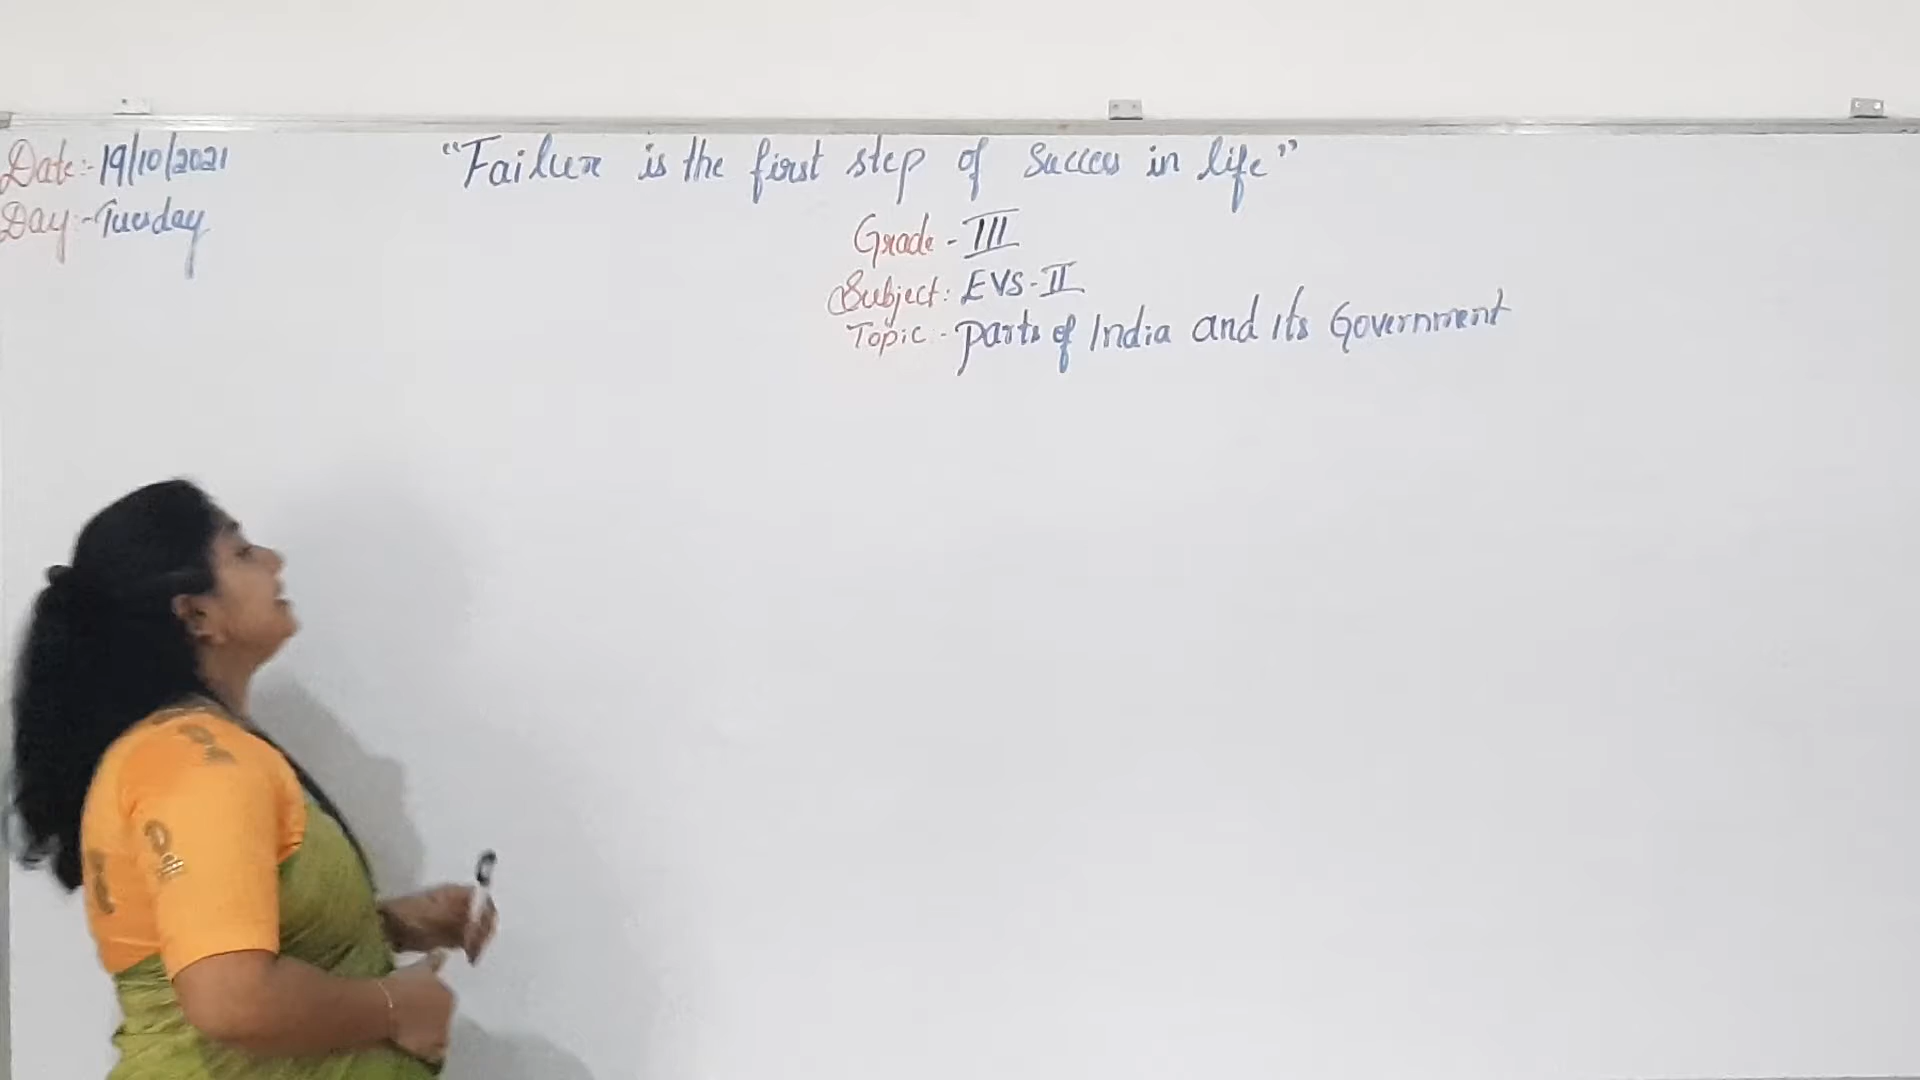 Date:- 19/10/2021
Day:- Tuesday
"Failure is the first step of Success in life"
Grade - III
Subject: EVS-II
Topic:- Parts of India and its Government